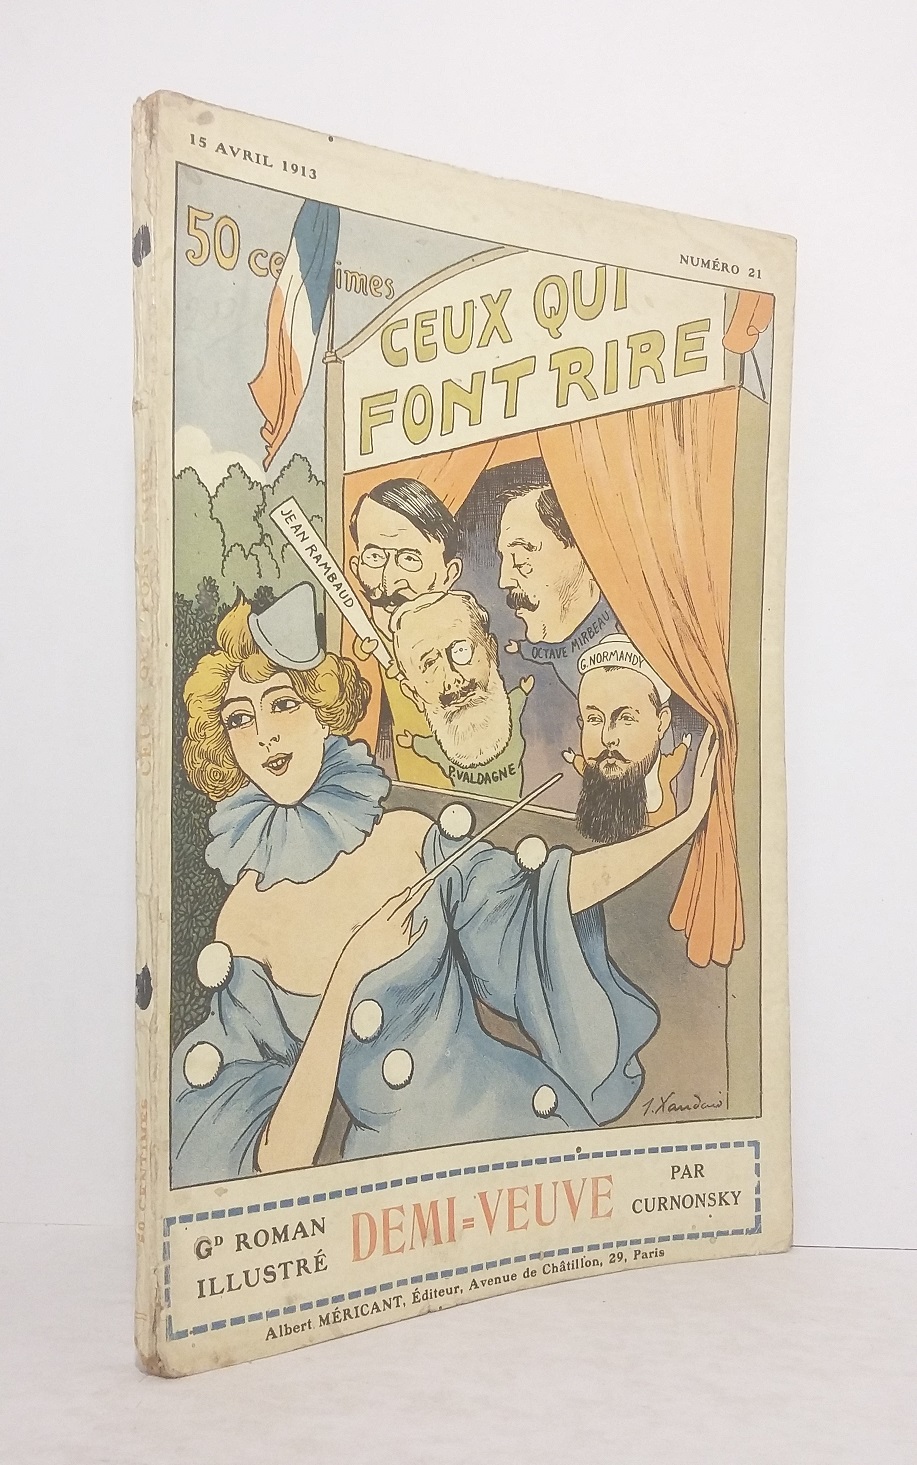 15 AVRIL 1913
NUMÉRO 21
50 ce imes
CEUX QUI
FONT RIRE
JEAN RAMBAUD
OCTAVE MIRBEAU
G. NORMANDY
P. VALDAGNE
GD ROMAN
ILLUSTRÉ
DEMI=VEUVE
PAR
CURNONSKY
Albert MÉRICANT, Éditeur, Avenue de Châtillon, 29, Paris